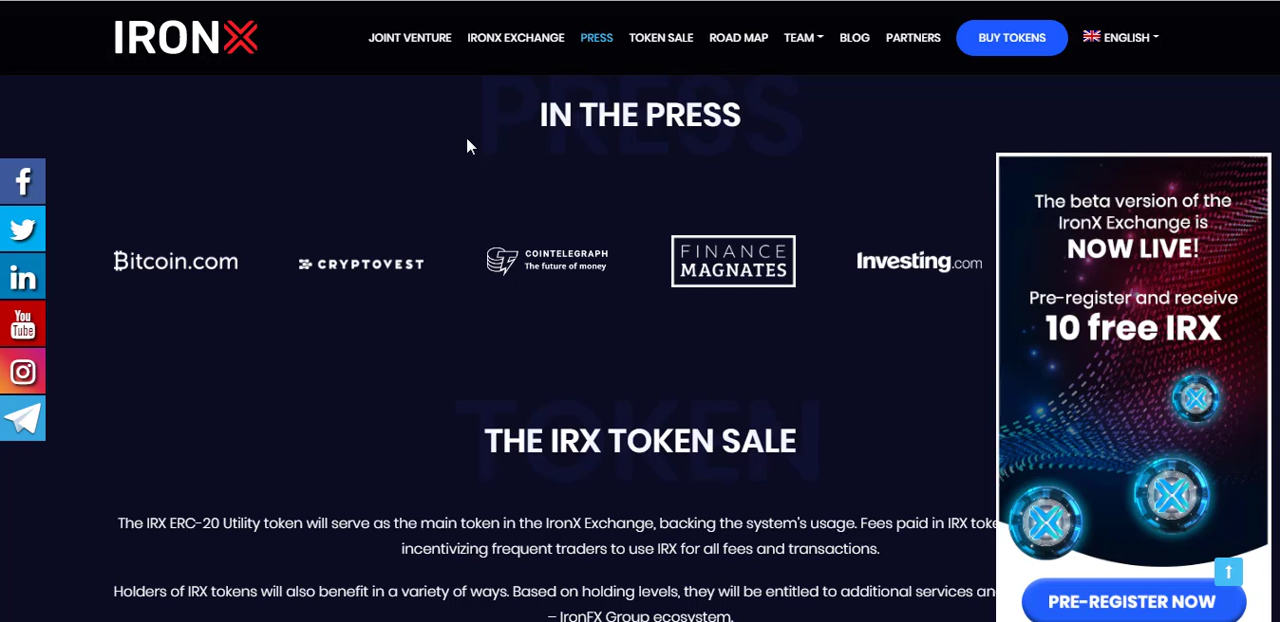 IRONX
JOINT VENTURE IRONX EXCHANGE PRESS TOKEN SALE ROAD MAP TEAM BLOG PARTNERS BUY TOKENS ENGLISH
PRESS
IN THE PRESS
Bitcoin.com
CRYPTOVEST
COINTELEGRAPH
The future of money
FINANCE
MAGNATES
Investing.com
TOKEN
THE IRX TOKEN SALE
The IRX ERC-20 Utility token will serve as the main token in the IronX Exchange, backing the system's usage. Fees paid in IRX
incentivizing frequent traders to use IRX for all fees and transactions.
Holders of IRX tokens will also benefit in a variety of ways. Based on holding levels, they will be entitled to additional services
– IronFX Group ecosystem.
The beta version of the
IronX Exchange is
NOW LIVE!
Pre-register and receive
10 free IRX
PRE-REGISTER NOW
You
Tube